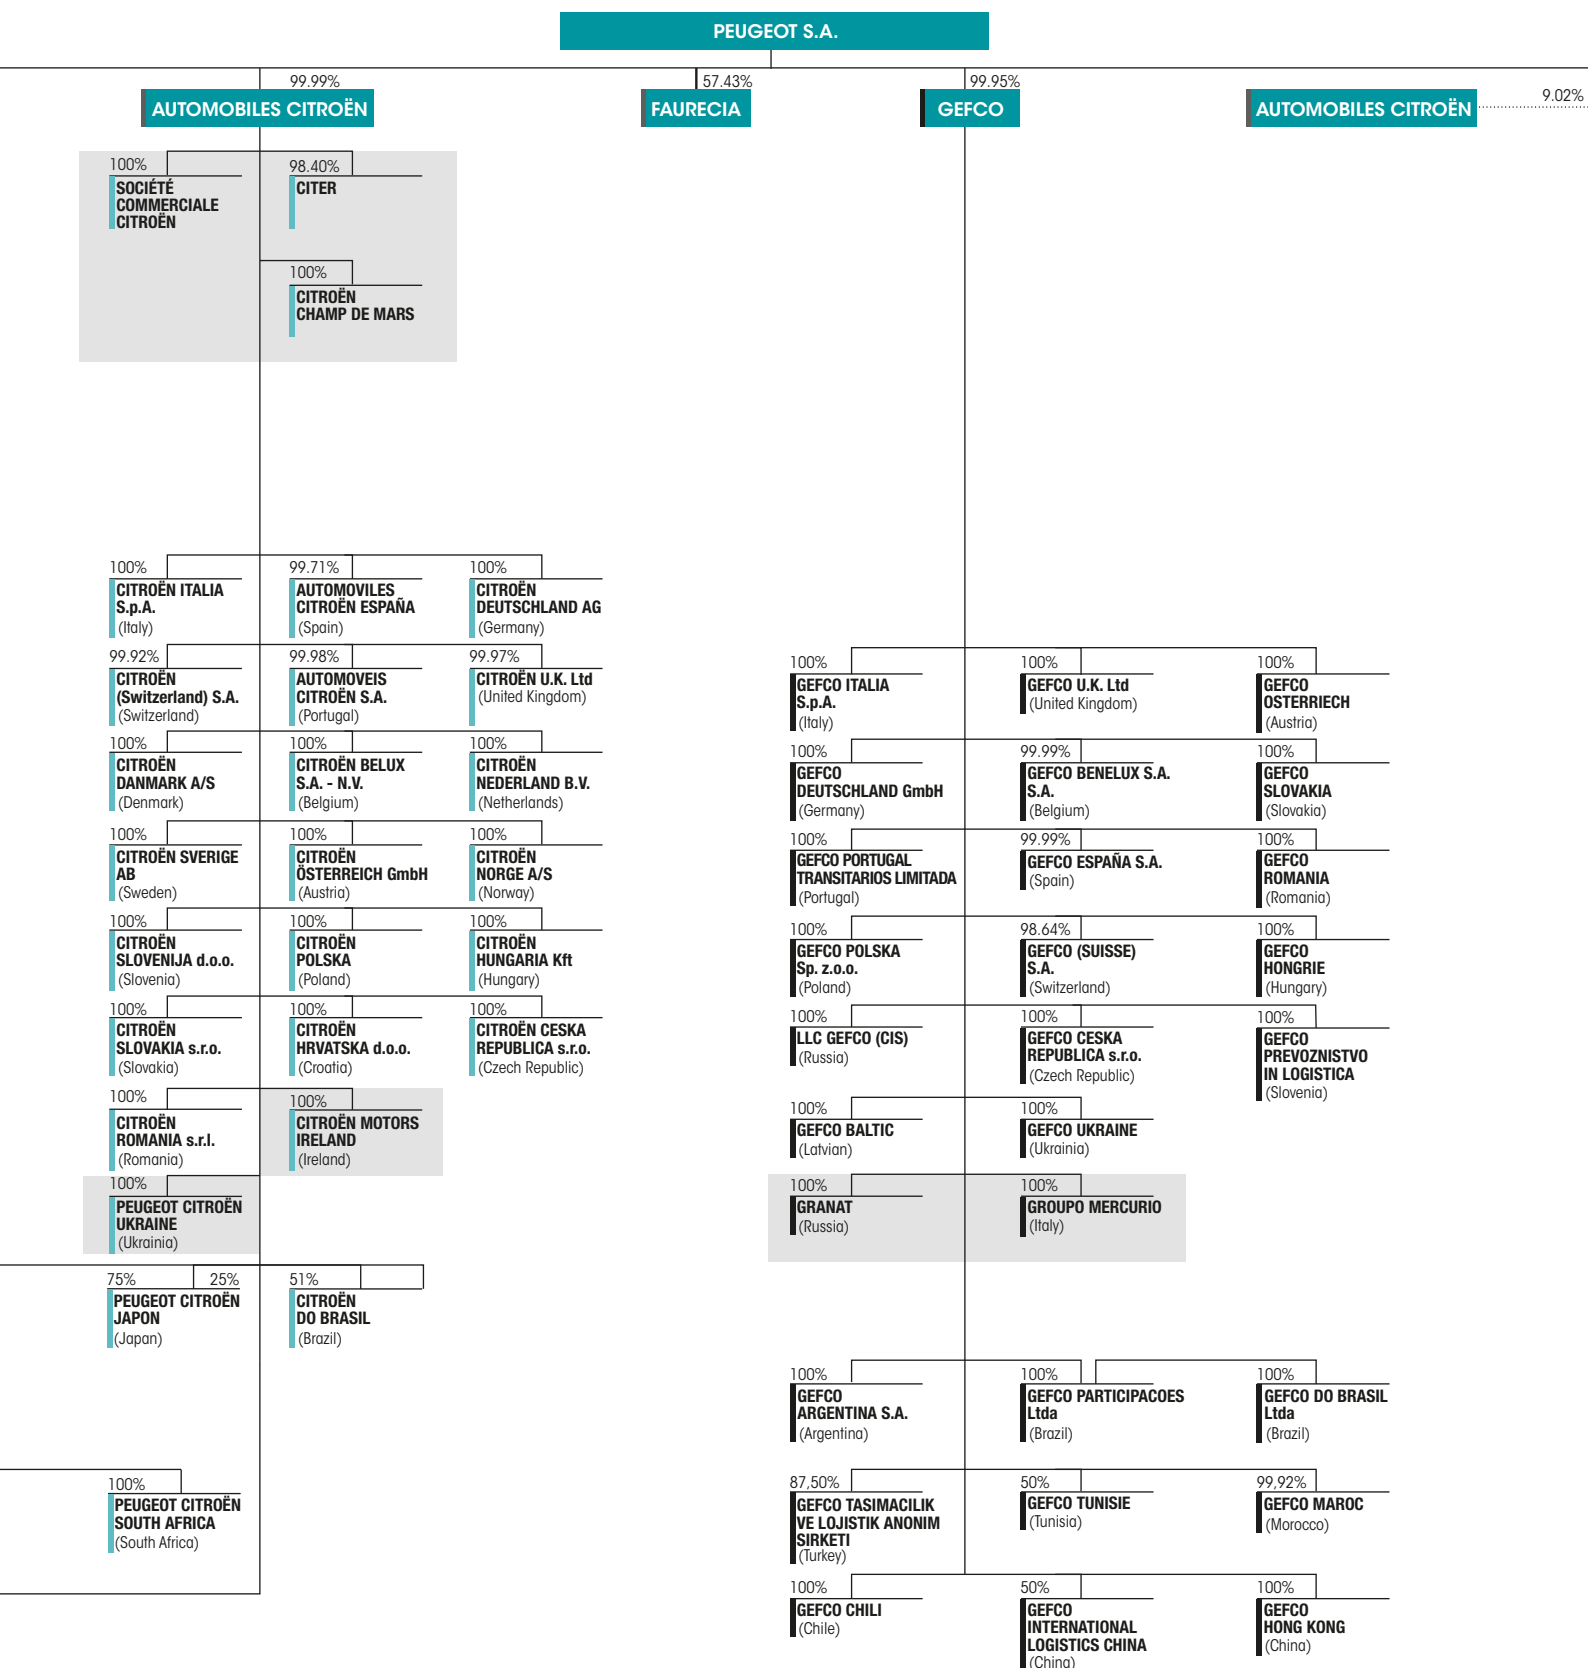 PEUGEOT S.A.
99.99%
57.43%
99.95%
9.02%
AUTOMOBILES CITROËN
FAURECIA
GEFCO
AUTOMOBILES CITROËN
100%
SOCIÉTÉ
COMMERCIALE
CITROËN
98.40%
CITER
100%
CITROËN
CHAMP DE MARS
100%
CITROËN ITALIA
S.p.A.
(Italy)
99.71%
AUTOMOVILES
CITROËN ESPAÑA
(Spain)
100%
CITROËN
DEUTSCHLAND AG
(Germany)
99.92%
CITROËN
(Switzerland) S.A.
(Switzerland)
99.98%
AUTOMOVEIS
CITROËN S.A.
(Portugal)
99.97%
CITROËN U.K. Ltd
(United Kingdom)
100%
CITROËN
DANMARK A/S
(Denmark)
100%
CITROËN BELUX
S.A. - N.V.
(Belgium)
100%
CITROËN
NEDERLAND B.V.
(Netherlands)
100%
CITROËN SVERIGE
AB
(Sweden)
100%
CITROËN
ÖSTERREICH GmbH
(Austria)
100%
CITROËN
NORGE A/S
(Norway)
100%
CITROËN
SLOVENIJA d.o.o.
(Slovenia)
100%
CITROËN
POLSKA
(Poland)
100%
CITROËN
HUNGARIA Kft
(Hungary)
100%
CITROËN
SLOVAKIA s.r.o.
(Slovakia)
100%
CITROËN
HRVATSKA d.o.o.
(Croatia)
100%
CITROËN CESKA
REPUBLICA s.r.o.
(Czech Republic)
100%
CITROËN
ROMANIA s.r.l.
(Romania)
100%
CITROËN MOTORS
IRELAND
(Ireland)
100%
PEUGEOT CITROËN
UKRAINE
(Ukrainia)
75% 25%
PEUGEOT CITROËN
JAPON
(Japan)
51%
CITROËN
DO BRASIL
(Brazil)
100%
PEUGEOT CITROËN
SOUTH AFRICA
(South Africa)
100%
GEFCO ITALIA
S.p.A.
(Italy)
100%
GEFCO U.K. Ltd
(United Kingdom)
100%
GEFCO
OSTERRIECH
(Austria)
100%
GEFCO
DEUTSCHLAND GmbH
(Germany)
99.99%
GEFCO BENELUX S.A.
S.A.
(Belgium)
100%
GEFCO
SLOVAKIA
(Slovakia)
100%
GEFCO PORTUGAL
TRANSITARIOS LIMITADA
(Portugal)
99.99%
GEFCO ESPAÑA S.A.
(Spain)
100%
GEFCO
ROMANIA
(Romania)
100%
GEFCO POLSKA
Sp. z.o.o.
(Poland)
98.64%
GEFCO (SUISSE)
S.A.
(Switzerland)
100%
GEFCO
HONGRIE
(Hungary)
100%
LLC GEFCO (CIS)
(Russia)
100%
GEFCO CESKA
REPUBLICA s.r.o.
(Czech Republic)
100%
GEFCO
PREVOZNISTVO
IN LOGISTICA
(Slovenia)
100%
GEFCO BALTIC
(Latvian)
100%
GEFCO UKRAINE
(Ukrainia)
100%
GRANAT
(Russia)
100%
GROUPO MERCURIO
(Italy)
100%
GEFCO
ARGENTINA S.A.
(Argentina)
100%
GEFCO PARTICIPACOES
Ltda
(Brazil)
100%
GEFCO DO BRASIL
Ltda
(Brazil)
87,50%
GEFCO TASIMACILIK
VE LOJISTIK ANONIM
SIRKETI
(Turkey)
50%
GEFCO TUNISIE
(Tunisia)
99,92%
GEFCO MAROC
(Morocco)
100%
GEFCO CHILI
(Chile)
50%
GEFCO
INTERNATIONAL
LOGISTICS CHINA
(China)
100%
GEFCO
HONG KONG
(China)